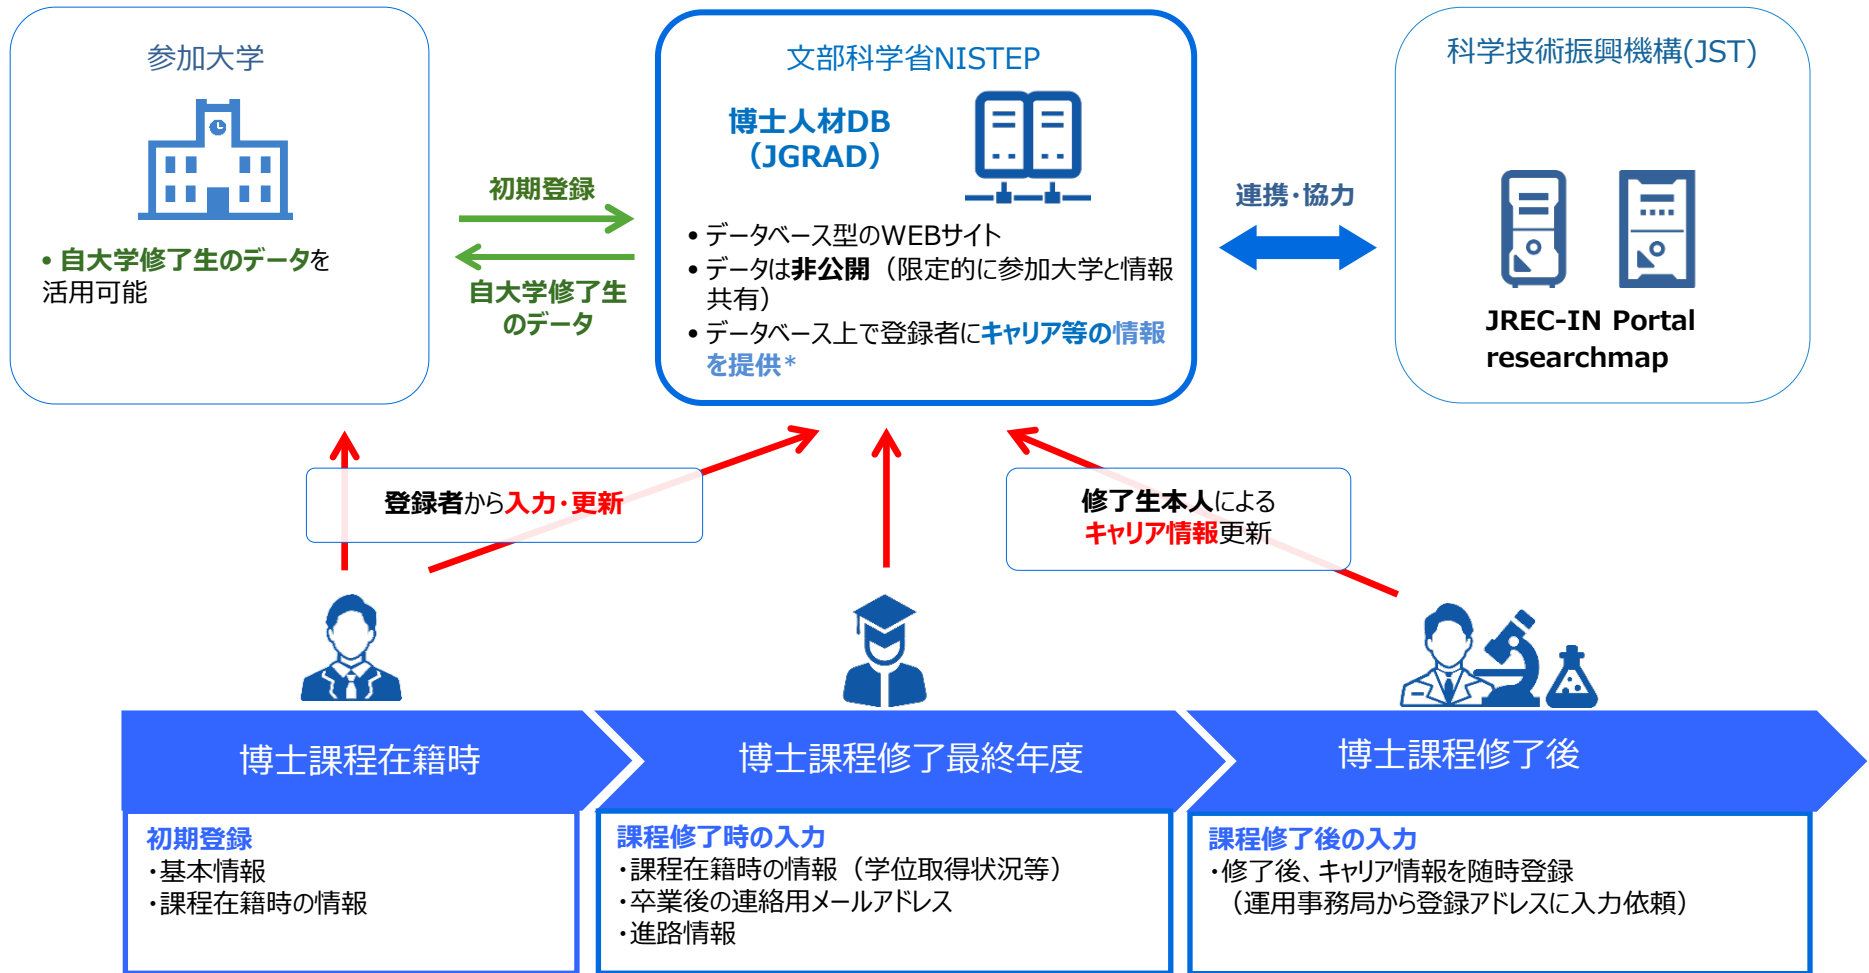 参加大学
• 自大学修了生のデータを
活用可能
初期登録
自大学修了生
のデータ
文部科学省NISTEP
博士人材DB
（JGRAD）
• データベース型のWEBサイト
• データは非公開（限定的に参加大学と情報
共有）
• データベース上で登録者にキャリア等の情報
を提供*
連携・協力
科学技術振興機構(JST)
JREC-IN Portal
researchmap
登録者から入力・更新
修了生本人による
キャリア情報更新
博士課程在籍時
博士課程修了最終年度
博士課程修了後
初期登録
・基本情報
・課程在籍時の情報
課程修了時の入力
・課程在籍時の情報（学位取得状況等）
・卒業後の連絡用メールアドレス
・進路情報
課程修了後の入力
・修了後、キャリア情報を随時登録
（運用事務局から登録アドレスに入力依頼）